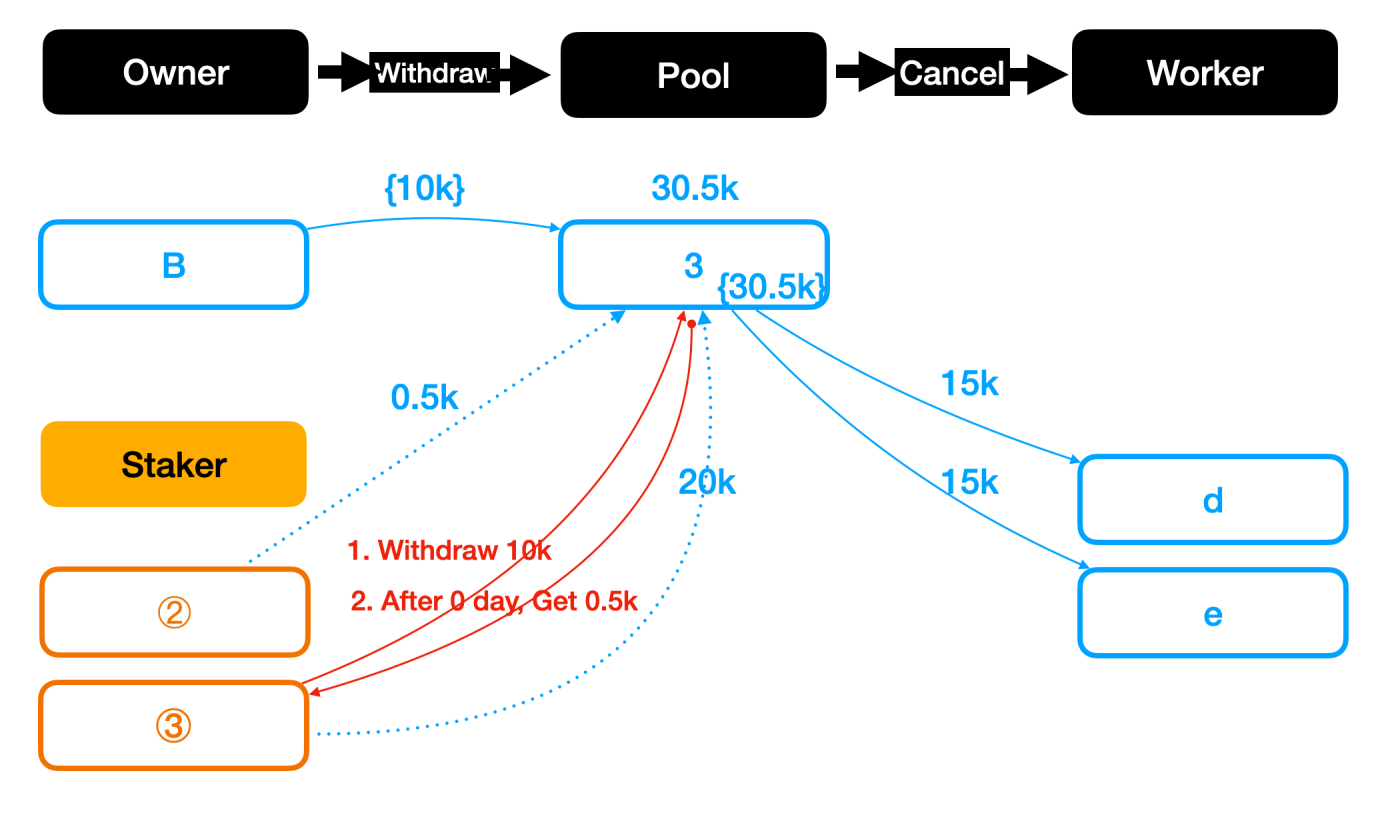 Owner
Withdraw
Pool
Cancel
Worker
{10k}
30.5k
B
3
{30.5k}
0.5k
15k
Staker
20k
15k
d
1. Withdraw 10k
2. After 0 day, Get 0.5k
②
e
③